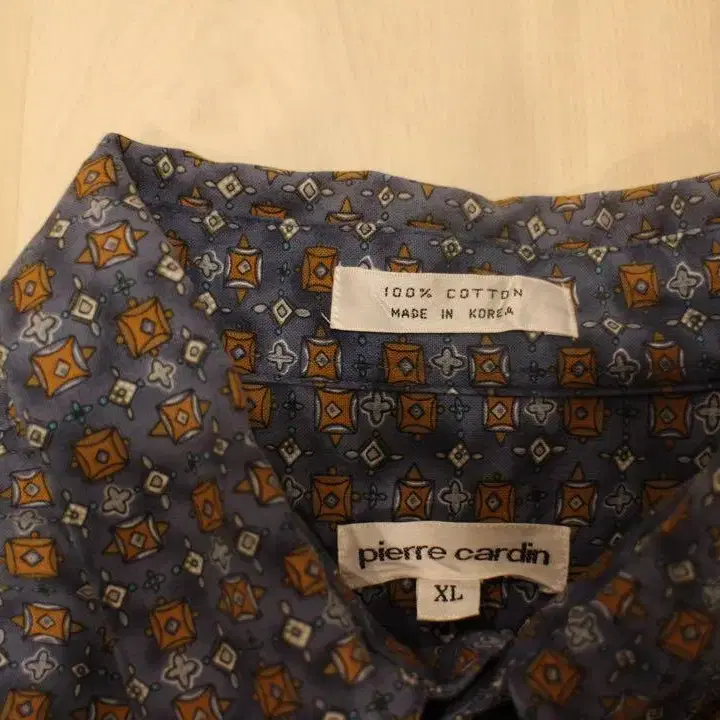 100% COTTON
MADE IN KOREA
pierre cardin
XL